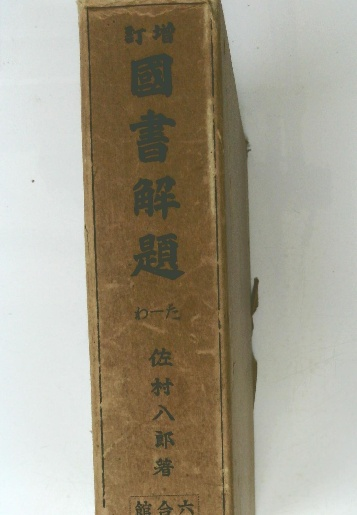 増訂
國書解題
た―わ
佐村八郎著
六合館